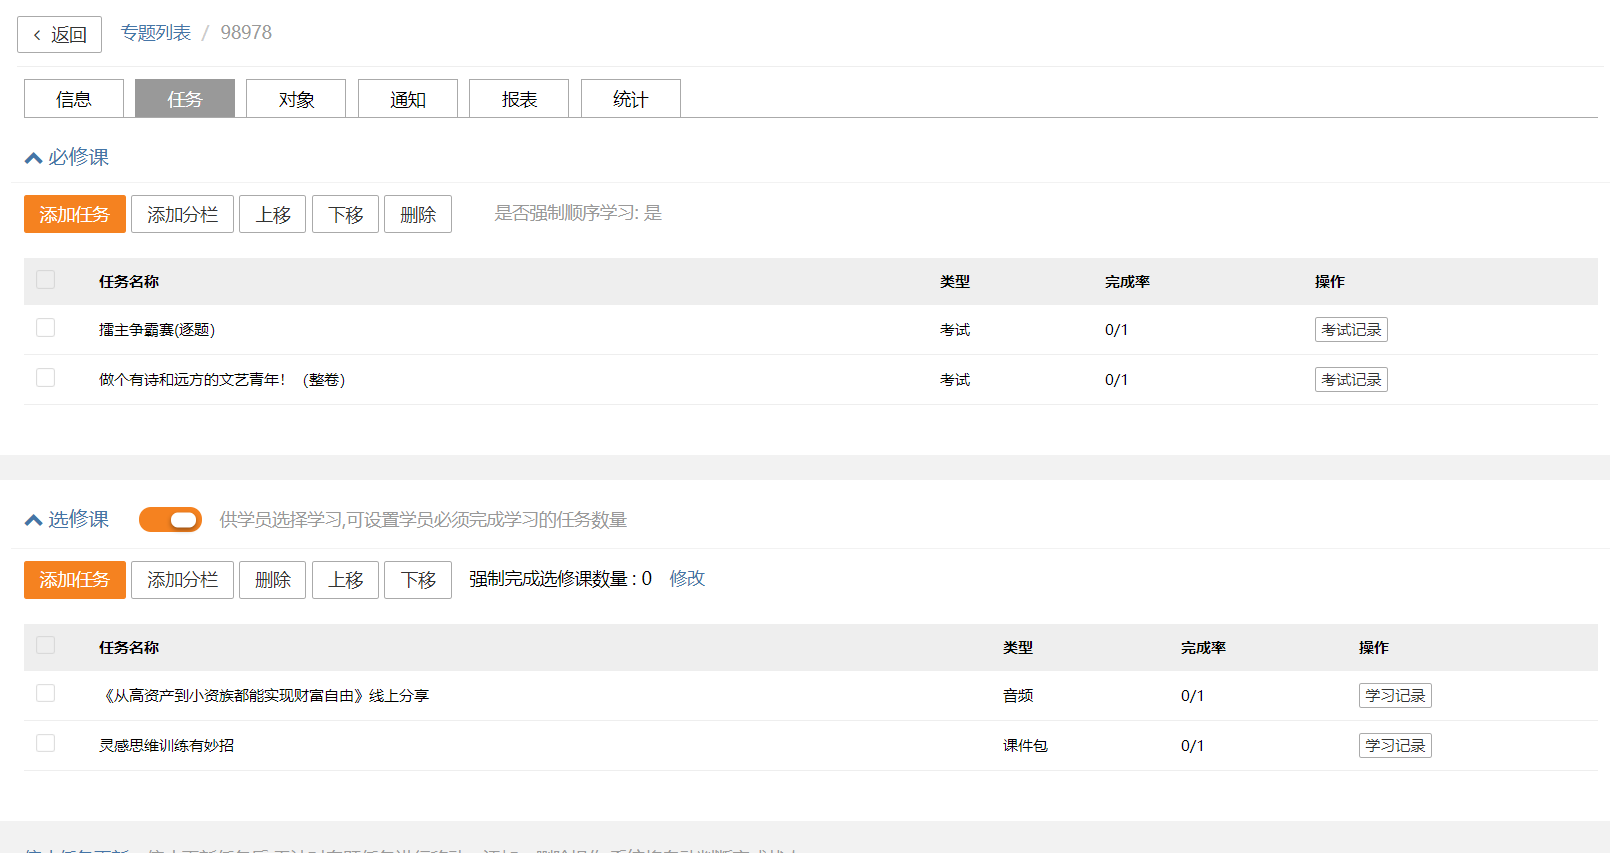 返回 专题列表 / 98978
信息 任务 对象 通知 报表 统计
必修课
添加任务 添加分栏 上移 下移 删除 是否强制顺序学习: 是
任务名称 类型 完成率 操作
擂主争霸赛(逐题) 考试 0/1 考试记录
做个有诗和远方的文艺青年！（整卷） 考试 0/1 考试记录
选修课 供学员选择学习,可设置学员必须完成学习的任务数量
添加任务 添加分栏 删除 上移 下移 强制完成选修课数量 : 0 修改
任务名称 类型 完成率 操作
《从高资产到小资族都能实现财富自由》线上分享 音频 0/1 学习记录
灵感思维训练有妙招 课件包 0/1 学习记录